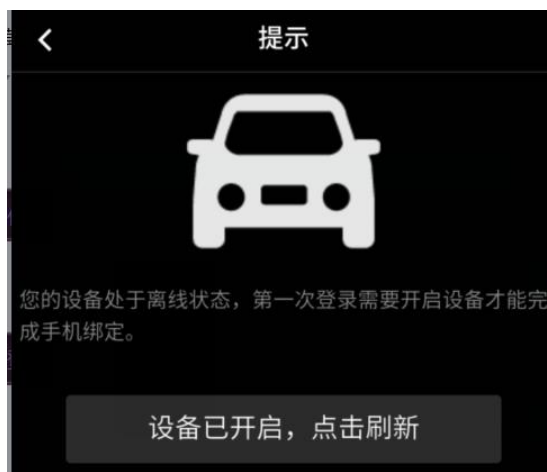 提示
您的设备处于离线状态，第一次登录需要开启设备才能完
成手机绑定。
设备已开启，点击刷新